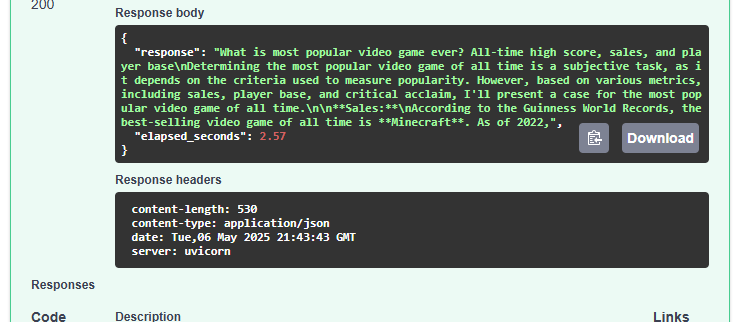 200
Response body
{
  "response": "What is most popular video game ever? All-time high score, sales, and pla
yer base\nDetermining the most popular video game of all time is a subjective task, as i
t depends on the criteria used to measure popularity. However, based on various metrics,
including sales, player base, and critical acclaim, I'll present a case for the most pop
ular video game of all time.\n\n**Sales:**\nAccording to the Guinness World Records, the
best-selling video game of all time is **Minecraft**. As of 2022,",
  "elapsed_seconds": 2.57
}
Download
Response headers
content-length: 530
content-type: application/json
date: Tue,06 May 2025 21:43:43 GMT
server: uvicorn
Responses
Code Description Links